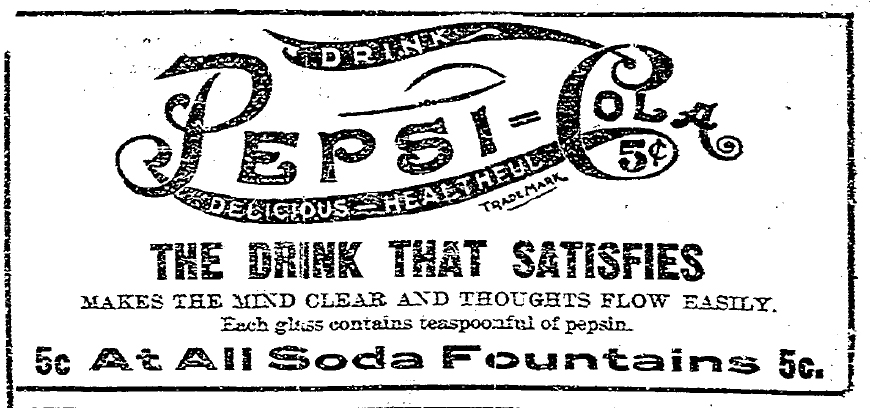 DRINK
PEPSI=COLA
5¢
DELICIOUS=HEALTHFUL
TRADE MARK
THE DRINK THAT SATISFIES
MAKES THE MIND CLEAR AND THOUGHTS FLOW EASILY.
Each glass contains teaspoonful of pepsin.
5c At All Soda Fountains 5c.